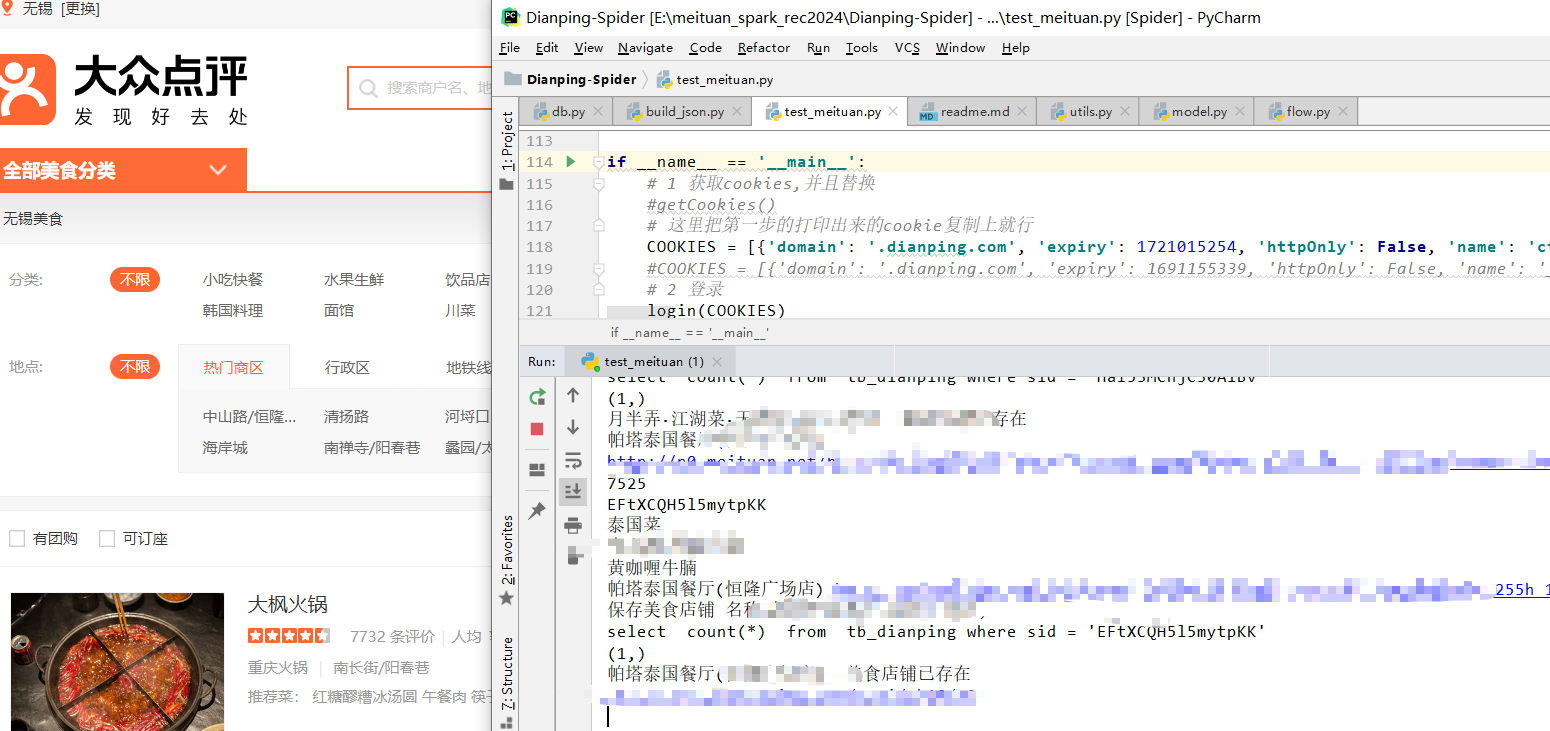 无锡 [更换]
大众点评
发现好去处
搜索商户名、地
全部美食分类
无锡美食
分类: 不限 小吃快餐 水果生鲜 饮品店
韩国料理 面馆 川菜
地点: 不限 热门商区 行政区 地铁线
中山路/恒隆... 清扬路 河埒口
海岸城 南禅寺/阳春巷 蠡园/太
有团购 可订座
大枫火锅
7732 条评价 人均
重庆火锅 南长街/阳春巷
推荐菜: 红糖醪糟冰汤圆 午餐肉 筷子
Dianping-Spider [E:\meituan_spark_rec2024\Dianping-Spider] - ...\test_meituan.py [Spider] - PyCharm
File Edit View Navigate Code Refactor Run Tools VCS Window Help
Dianping-Spider test_meituan.py
db.py build_json.py test_meituan.py readme.md utils.py model.py flow.py
1: Project
113
114 if __name__ == '__main__':
115 # 1 获取cookies,并且替换
116 #getCookies()
117 # 这里把第一步的打印出来的cookie复制上就行
118 COOKIES = [{'domain': '.dianping.com', 'expiry': 1721015254, 'httpOnly': False, 'name': 'ct
119 #COOKIES = [{'domain': '.dianping.com', 'expiry': 1691155339, 'httpOnly': False, 'name': '_
120 # 2 登录
121 login(COOKIES)
if __name__ == '__main__'
Run: test_meituan (1)
2: Favorites
7: Structure
select count(*) from tb_dianping where sid =
(1,)
月半弄·江湖菜· 存在
帕塔泰国餐
http://p0.meituan.net/
7525
EFtXCQH5l5mytpKK
泰国菜
黄咖喱牛腩
帕塔泰国餐厅(恒隆广场店) 255h_1
保存美食店铺 名称
select count(*) from tb_dianping where sid = 'EFtXCQH5l5mytpKK'
(1,)
帕塔泰国餐厅( 美食店铺已存在